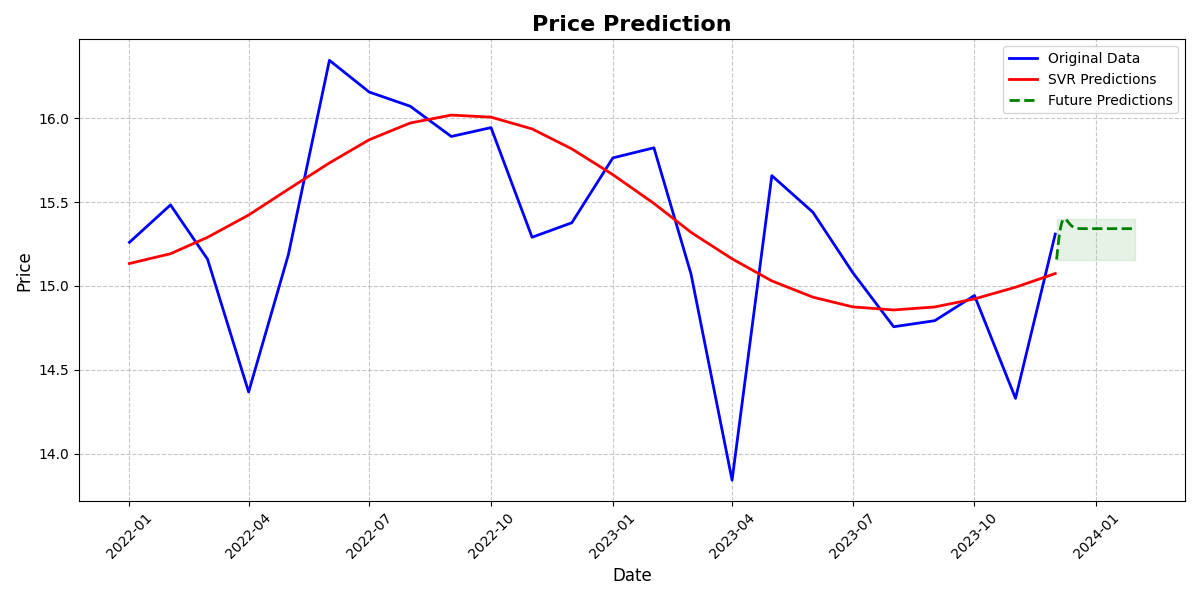 Price Prediction
Original Data
SVR Predictions
Future Predictions
Price
16.0
15.5
15.0
14.5
14.0
2022-01
2022-04
2022-07
2022-10
2023-01
2023-04
2023-07
2023-10
2024-01
Date